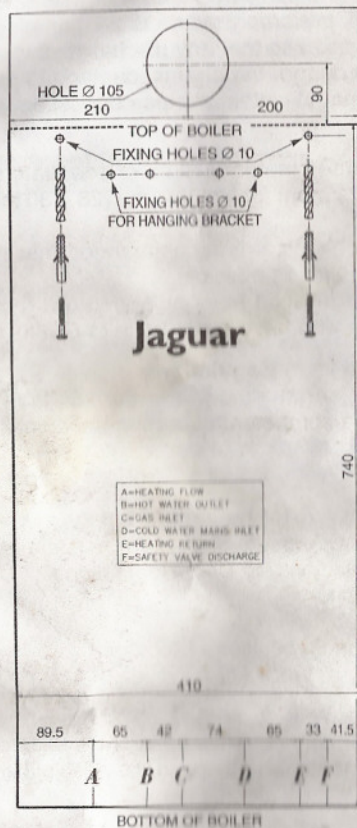 HOLE Ø 105
210
200
90
TOP OF BOILER
FIXING HOLES Ø 10
FIXING HOLES Ø 10
FOR HANGING BRACKET
Jaguar
740
A=HEATING FLOW
B=HOT WATER OUTLET
C=GAS INLET
D=COLD WATER MAINS INLET
E=HEATING RETURN
F=SAFETY VALVE DISCHARGE
410
89.5 65 42 74 65 33 41.5
A B C D E F
BOTTOM OF BOILER